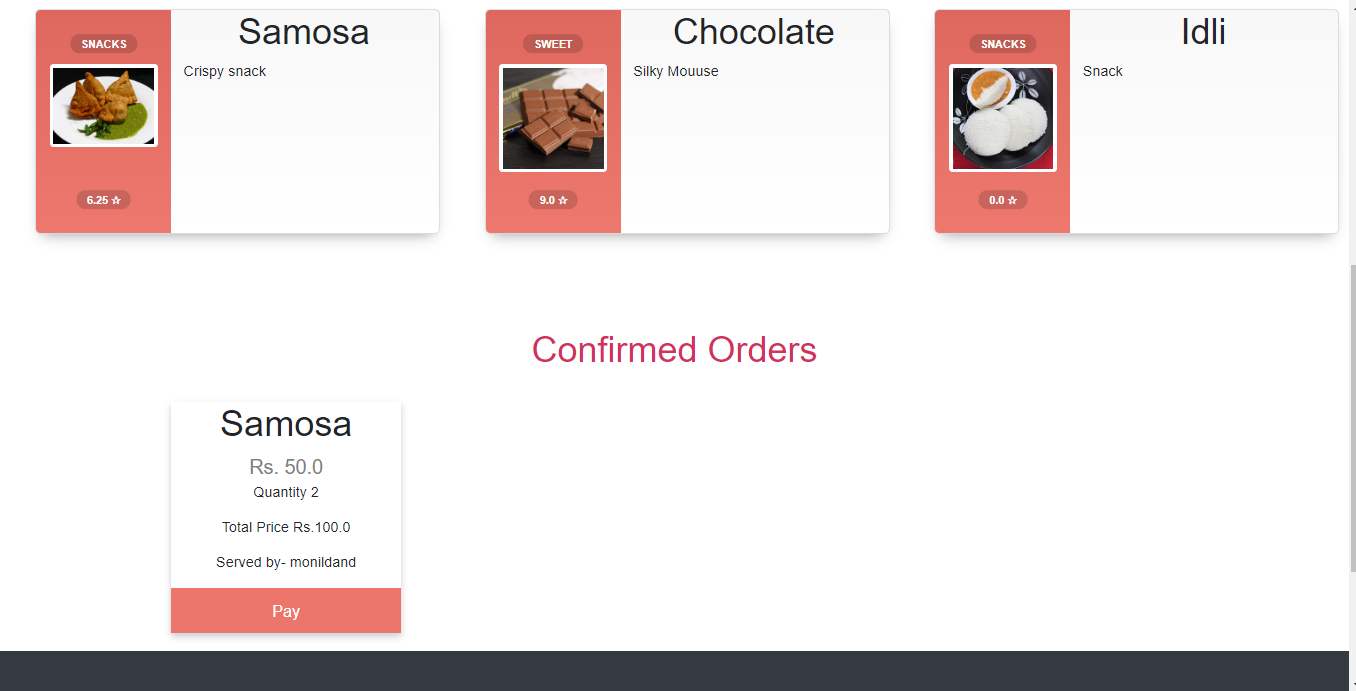 SNACKS
Samosa
Crispy snack
6.25 ☆
SWEET
Chocolate
Silky Mouuse
9.0 ☆
SNACKS
Idli
Snack
0.0 ☆
Confirmed Orders
Samosa
Rs. 50.0
Quantity 2
Total Price Rs.100.0
Served by- monildand
Pay